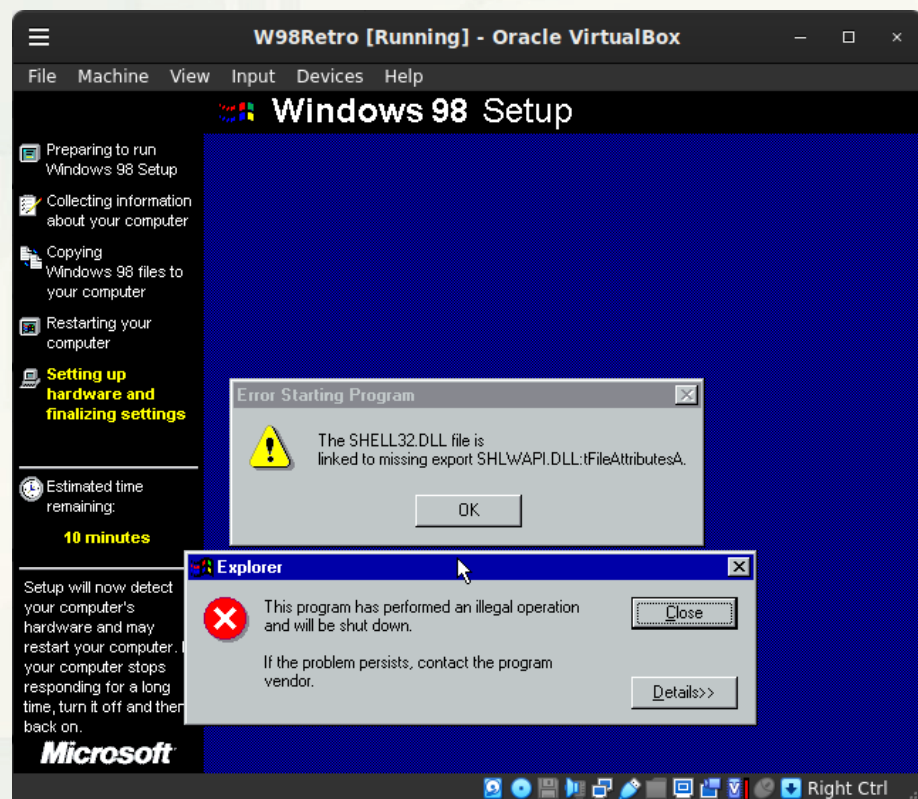 W98Retro [Running] - Oracle VirtualBox
File Machine View Input Devices Help
Windows 98 Setup
Preparing to run
Windows 98 Setup
Collecting information
about your computer
Copying
Windows 98 files to
your computer
Restarting your
computer
Setting up
hardware and
finalizing settings
Estimated time
remaining:
10 minutes
Setup will now detect
your computer's
hardware and may
restart your computer.
your computer stops
responding for a long
time, turn it off and then
back on.
Microsoft
Error Starting Program
The SHELL32.DLL file is
linked to missing export SHLWAPI.DLL:tFileAttributesA.
OK
Explorer
This program has performed an illegal operation
and will be shut down.
If the problem persists, contact the program
vendor.
Close
Details>>
Right Ctrl